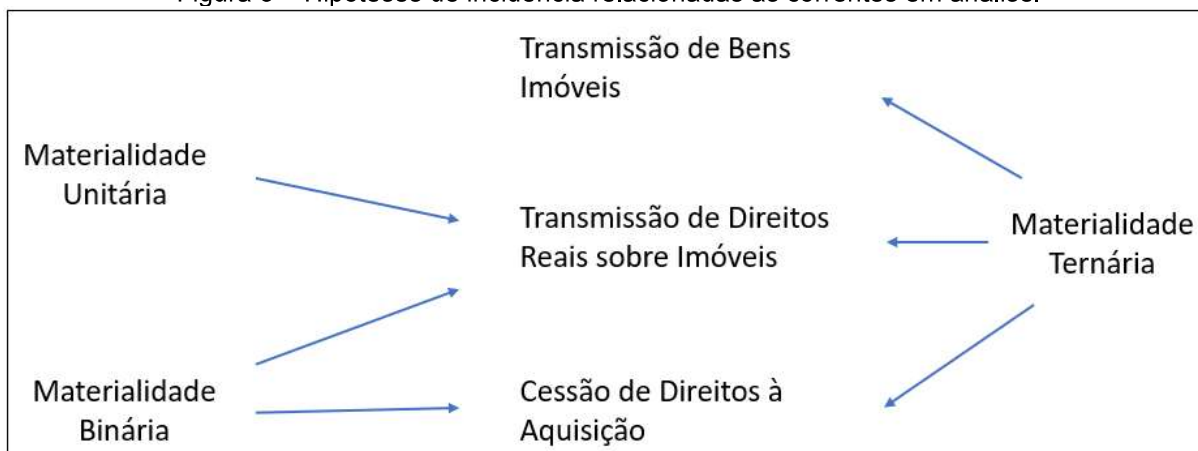 Transmissão de Bens
Imóveis
Materialidade
Unitária
Transmissão de Direitos
Reais sobre Imóveis
Materialidade
Ternária
Materialidade
Binária
Cessão de Direitos à
Aquisição